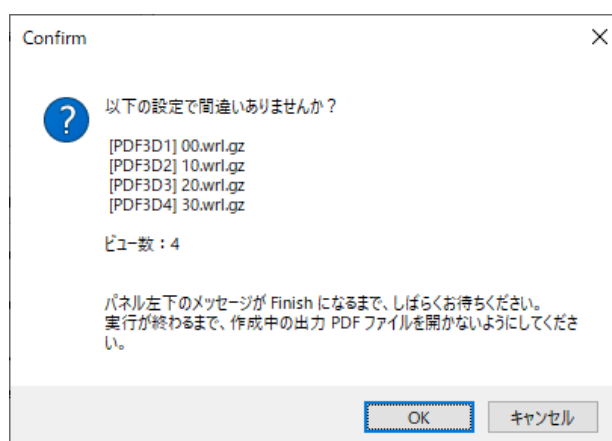 Confirm
以下の設定で間違いありませんか？
[PDF3D1] 00.wrl.gz
[PDF3D2] 10.wrl.gz
[PDF3D3] 20.wrl.gz
[PDF3D4] 30.wrl.gz
ビュー数：4
パネル左下のメッセージが Finish になるまで、しばらくお待ちください。
実行が終わるまで、作成中の出力 PDF ファイルを開かないようにしてくださ
い。
OK
キャンセル